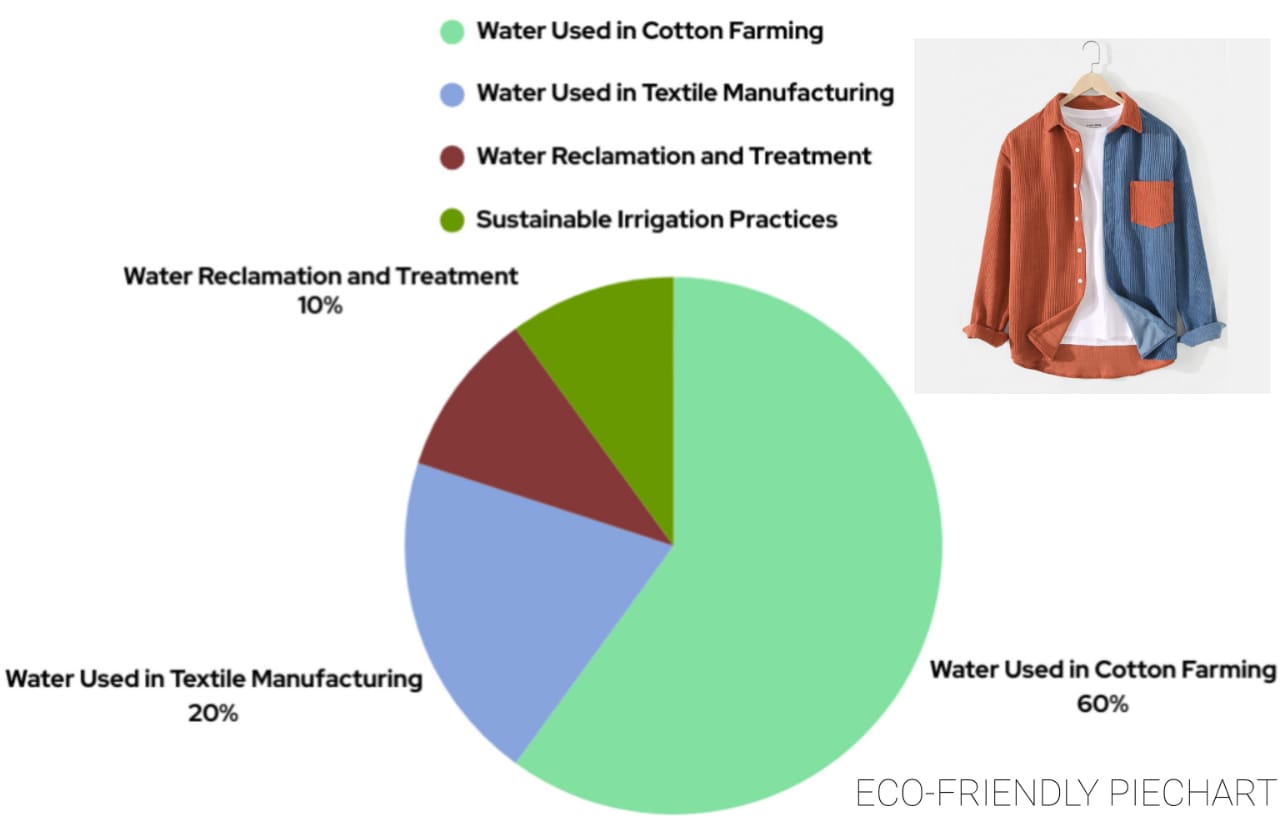 Water Used in Cotton Farming
Water Used in Textile Manufacturing
Water Reclamation and Treatment
Sustainable Irrigation Practices
Water Reclamation and Treatment
10%
Water Used in Textile Manufacturing
20%
Water Used in Cotton Farming
60%
ECO-FRIENDLY PIECHART